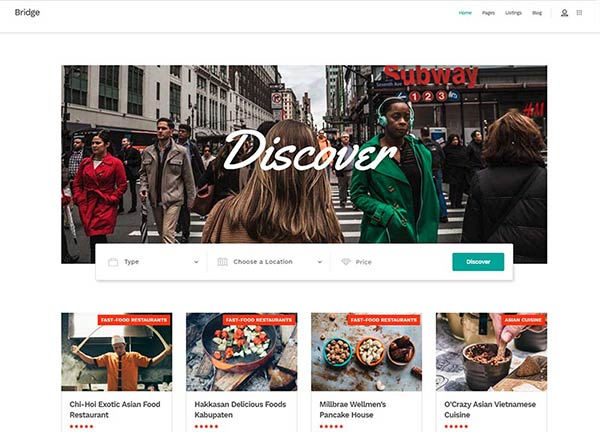 Bridge
Home Pages Listings Blog
Subway
Seventh Ave
1 2 3
H&M
Discover
Type Choose a Location Price Discover
FAST-FOOD RESTAURANTS FAST-FOOD RESTAURANTS FAST-FOOD RESTAURANTS ASIAN CUISINE
Chi-Hoi Exotic Asian Food
Restaurant
Hakkasan Delicious Foods
Kabupaten
Millbrae Wellmen's
Pancake House
O'Crazy Asian Vietnamese
Cuisine